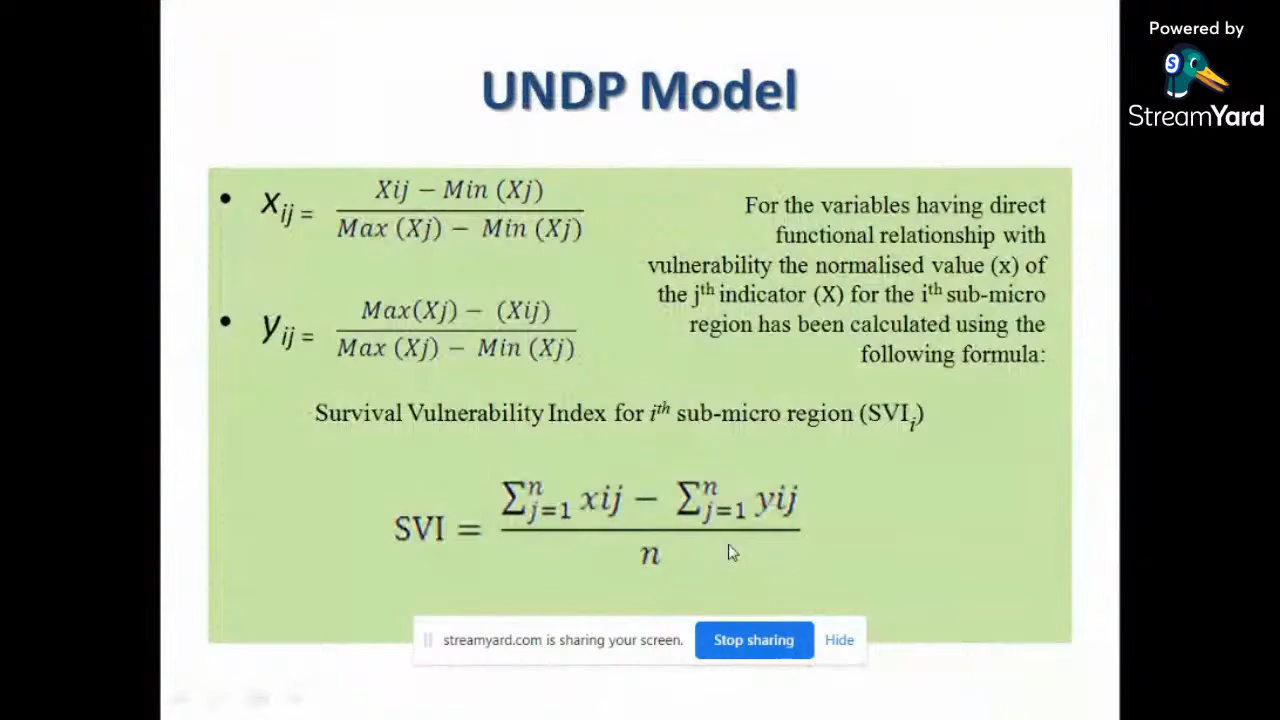 Powered by
StreamYard
UNDP Model
• x_ij = (Xij − Min (Xj)) / (Max (Xj) − Min (Xj))
• y_ij = (Max(Xj) − (Xij)) / (Max (Xj) − Min (Xj))
For the variables having direct
functional relationship with
vulnerability the normalised value (x) of
the jth indicator (X) for the ith sub-micro
region has been calculated using the
following formula:
Survival Vulnerability Index for ith sub-micro region (SVIi)
SVI = (∑_{j=1}^{n} xij − ∑_{j=1}^{n} yij) / n
streamyard.com is sharing your screen. Stop sharing Hide